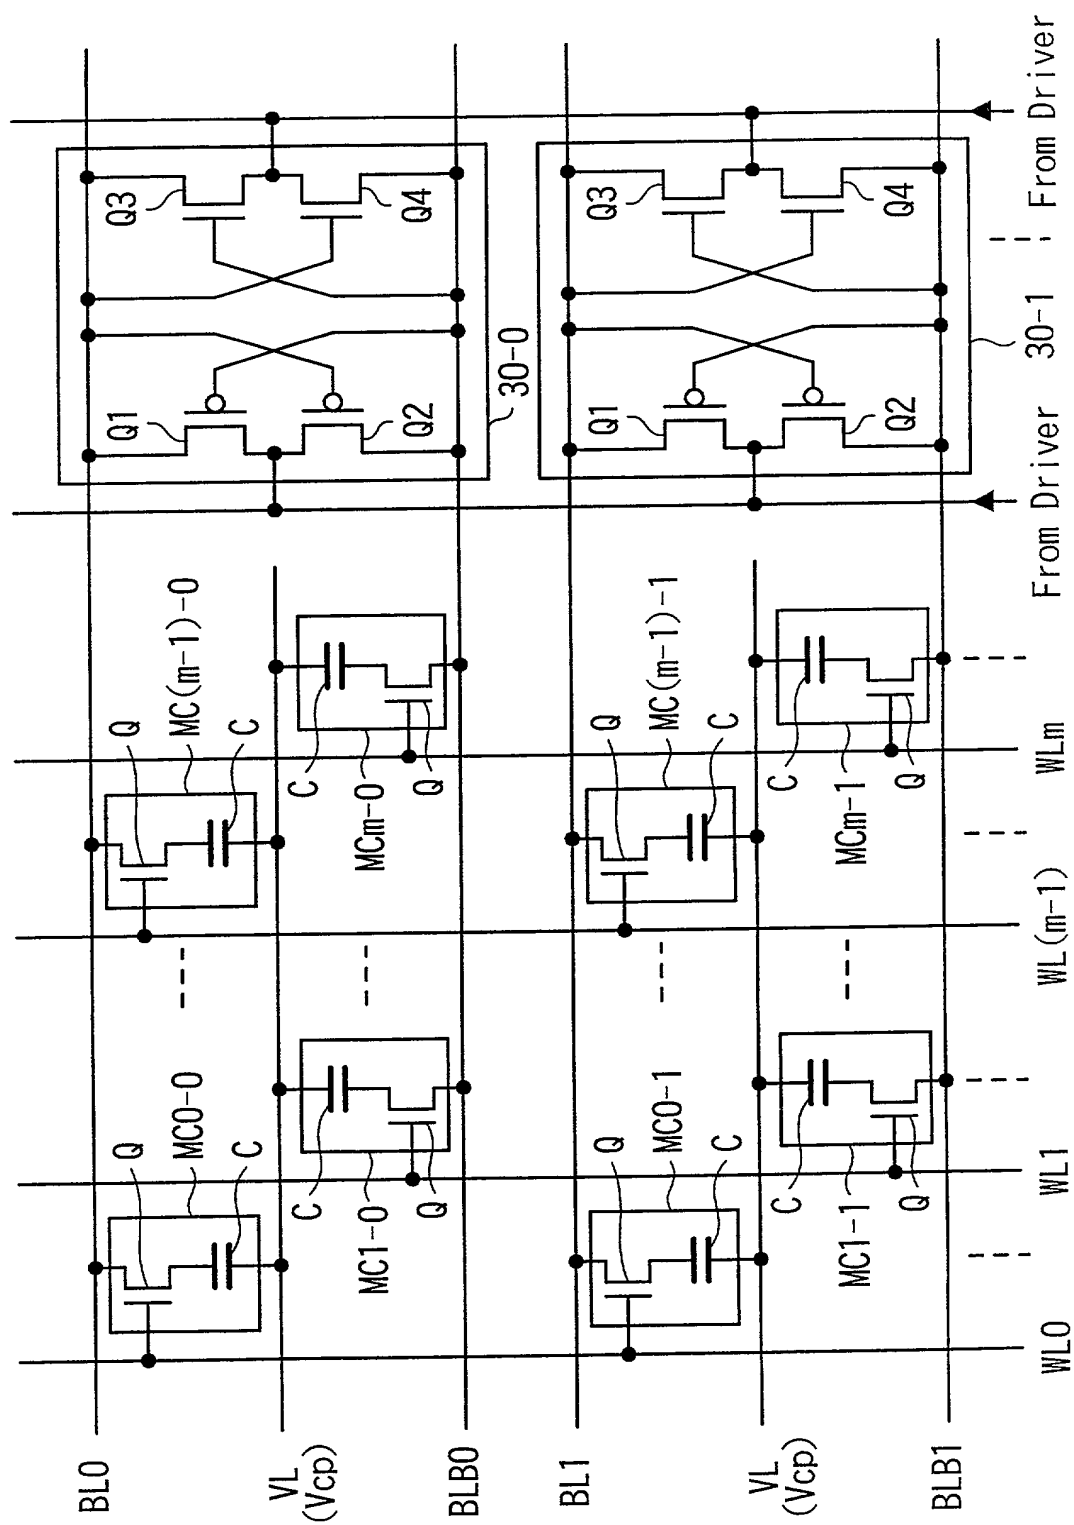 BL0
Q Q Q1 Q3
MC0-0 MC(m-1)-0
C C
VL
(Vcp)
C C
MC1-0 MCm-0
Q Q Q2 Q4
BLB0
30-0
BL1
Q Q Q1 Q3
MC0-1 MC(m-1)-1
C C
VL
(Vcp)
C C
MC1-1 MCm-1
Q Q Q2 Q4
BLB1
30-1
WL0 WL1 WL(m-1) WLm From Driver From Driver